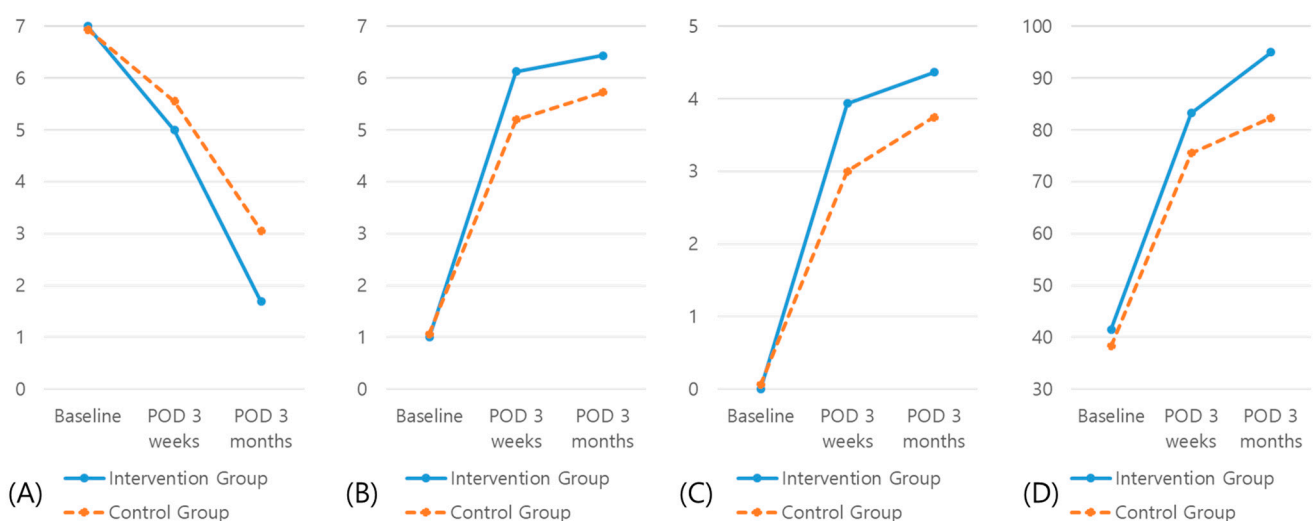 7
6
5
4
3
2
1
0
Baseline
POD 3
weeks
POD 3
months
Intervention Group
Control Group
(A)
7
6
5
4
3
2
1
0
Baseline
POD 3
weeks
POD 3
months
Intervention Group
Control Group
(B)
5
4
3
2
1
0
Baseline
POD 3
weeks
POD 3
months
Intervention Group
Control Group
(C)
100
90
80
70
60
50
40
30
Baseline
POD 3
weeks
POD 3
months
Intervention Group
Control Group
(D)